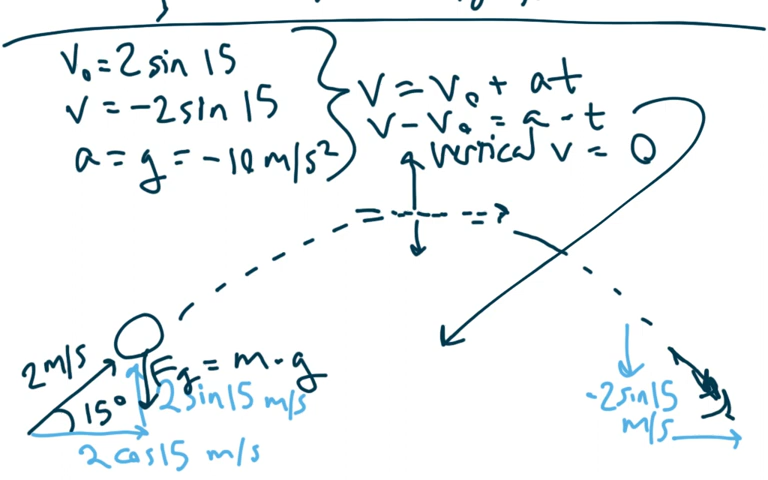 V₀ = 2 sin 15
V = -2 sin 15
a = g = -10 m/s²
V = V₀ + at
V - V₀ = a · t
vertical v = 0
2 m/s
15°
Fg = m · g
2 sin 15 m/s
2 cos 15 m/s
-2 sin 15
m/s